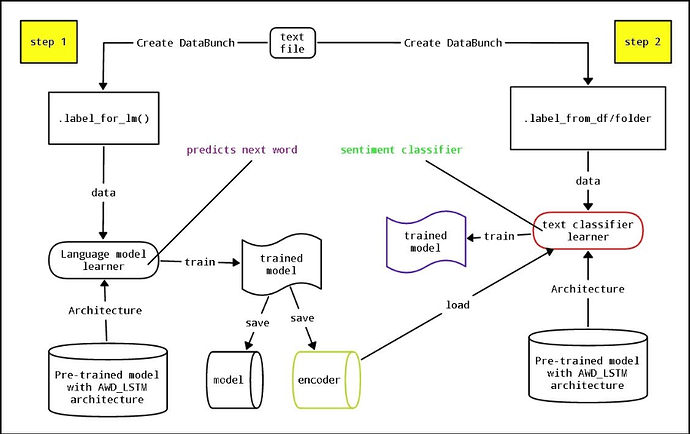 step 1
Create DataBunch
text
file
Create DataBunch
step 2
.label_for_lm()
.label_from_df/folder
predicts next word
sentiment classifier
data
data
Language model
learner
train
trained
model
trained
model
train
text classifier
learner
Architecture
save
save
load
Architecture
Pre-trained model
with AWD_LSTM
architecture
model
encoder
Pre-trained model
with AWD_LSTM
architecture